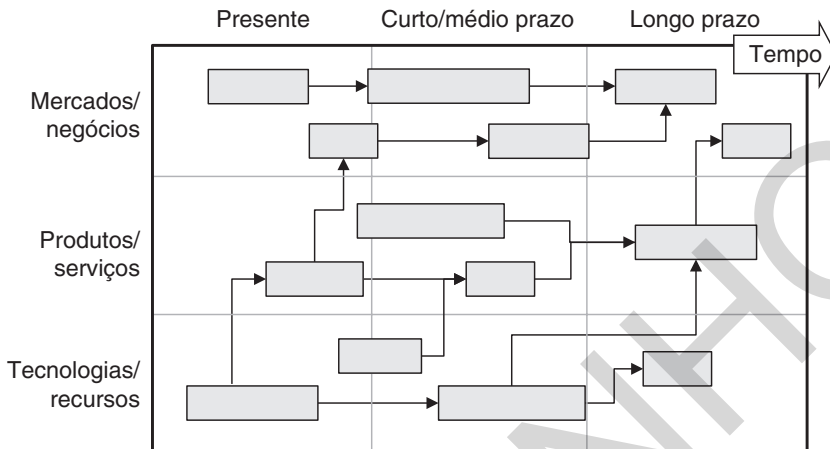 Presente
Curto/médio prazo
Longo prazo
Tempo
Mercados/
negócios
Produtos/
serviços
Tecnologias/
recursos